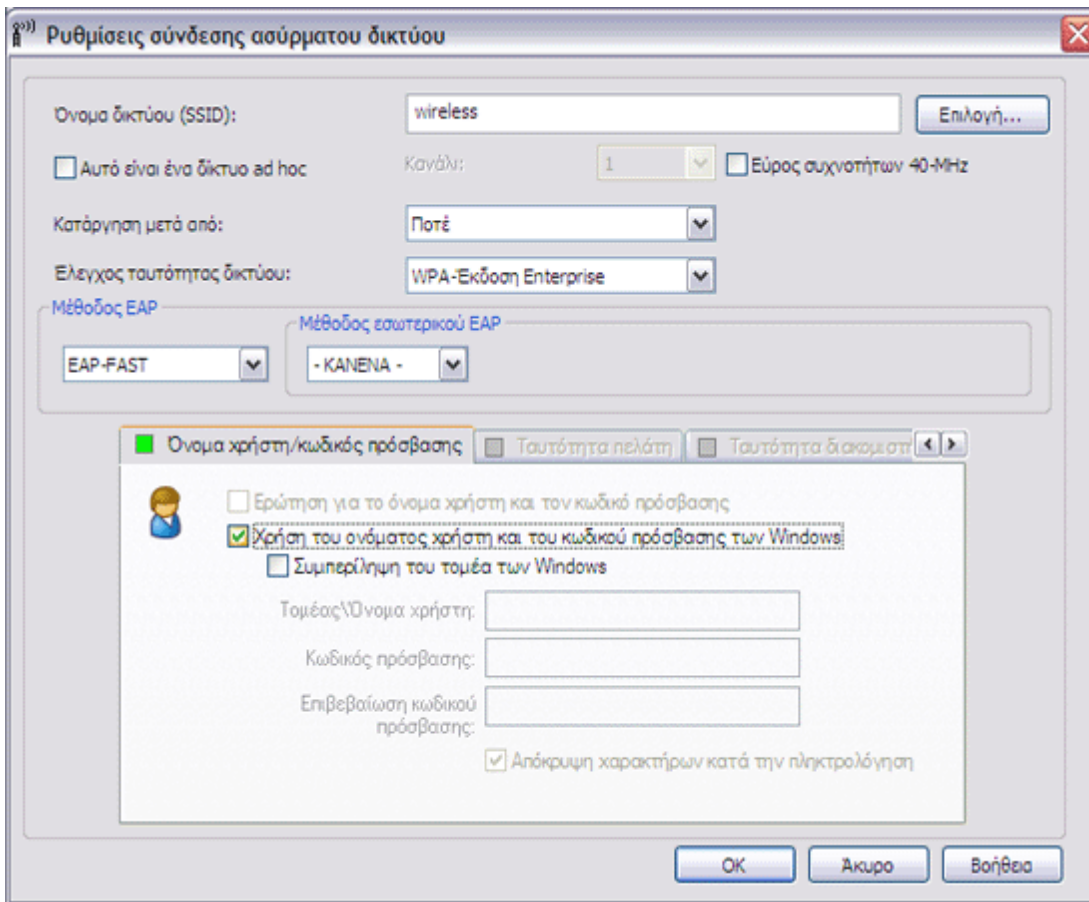 Ρυθμίσεις σύνδεσης ασύρματου δικτύου
Όνομα δικτύου (SSID): wireless Επιλογή...
Αυτό είναι ένα δίκτυο ad hoc Κανάλι: 1 Εύρος συχνοτήτων 40-MHz
Κατάργηση μετά από: Ποτέ
Έλεγχος ταυτότητας δικτύου: WPA-Έκδοση Enterprise
Μέθοδος EAP Μέθοδος εσωτερικού EAP
EAP-FAST - ΚΑΝΕΝΑ -
Όνομα χρήστη/κωδικός πρόσβασης Ταυτότητα πελάτη Ταυτότητα διακομιστή
Ερώτηση για το όνομα χρήστη και τον κωδικό πρόσβασης
Χρήση του ονόματος χρήστη και του κωδικού πρόσβασης των Windows
Συμπερίληψη του τομέα των Windows
Τομέας\Όνομα χρήστη:
Κωδικός πρόσβασης:
Επιβεβαίωση κωδικού
πρόσβασης:
Απόκρυψη χαρακτήρων κατά την πληκτρολόγηση
OK Άκυρο Βοήθεια